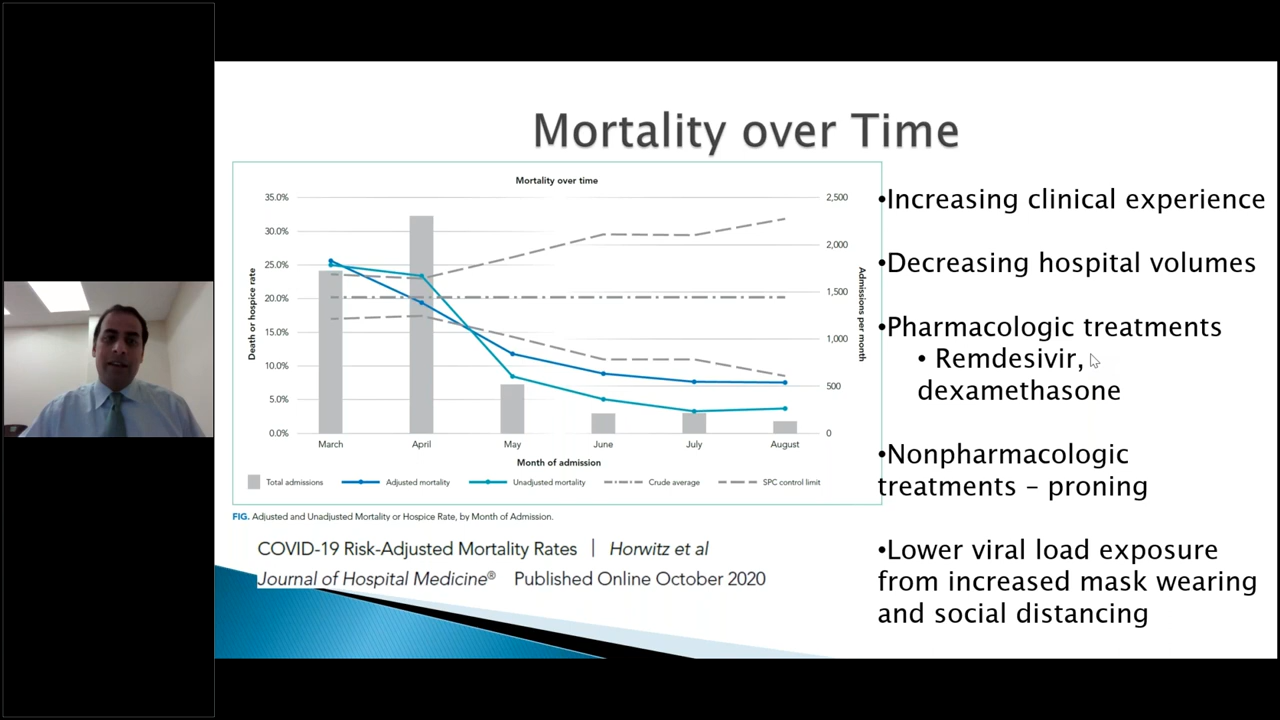 Mortality over Time
Mortality over time
35.0%
30.0%
25.0%
20.0%
15.0%
10.0%
5.0%
0.0%
Death or hospice rate
2,500
2,000
1,500
1,000
500
0
Admissions per month
March April May June July August
Month of admission
Total admissions Adjusted mortality Unadjusted mortality Crude average SPC control limit
FIG. Adjusted and Unadjusted Mortality or Hospice Rate, by Month of Admission.
COVID-19 Risk-Adjusted Mortality Rates | Horwitz et al
Journal of Hospital Medicine® Published Online October 2020
•Increasing clinical experience
•Decreasing hospital volumes
•Pharmacologic treatments
• Remdesivir,
dexamethasone
•Nonpharmacologic
treatments – proning
•Lower viral load exposure
from increased mask wearing
and social distancing